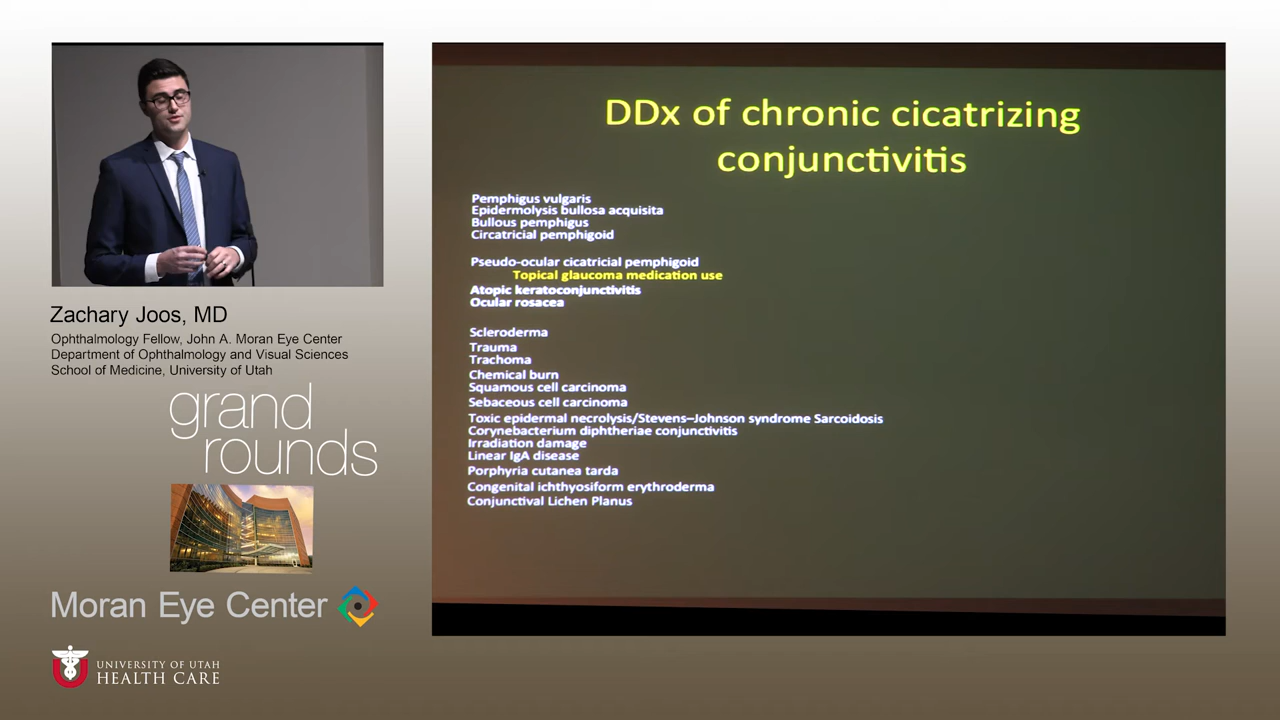 Zachary Joos, MD
Ophthalmology Fellow, John A. Moran Eye Center
Department of Ophthalmology and Visual Sciences
School of Medicine, University of Utah
grand
rounds
Moran Eye Center
U
UNIVERSITY OF UTAH
HEALTH CARE
DDx of chronic cicatrizing
conjunctivitis
Pemphigus vulgaris
Epidermolysis bullosa acquisita
Bullous pemphigus
Circatricial pemphigoid
Pseudo-ocular cicatricial pemphigoid
Topical glaucoma medication use
Atopic keratoconjunctivitis
Ocular rosacea
Scleroderma
Trauma
Trachoma
Chemical burn
Squamous cell carcinoma
Sebaceous cell carcinoma
Toxic epidermal necrolysis/Stevens–Johnson syndrome Sarcoidosis
Corynebacterium diphtheriae conjunctivitis
Irradiation damage
Linear IgA disease
Porphyria cutanea tarda
Congenital ichthyosiform erythroderma
Conjunctival Lichen Planus